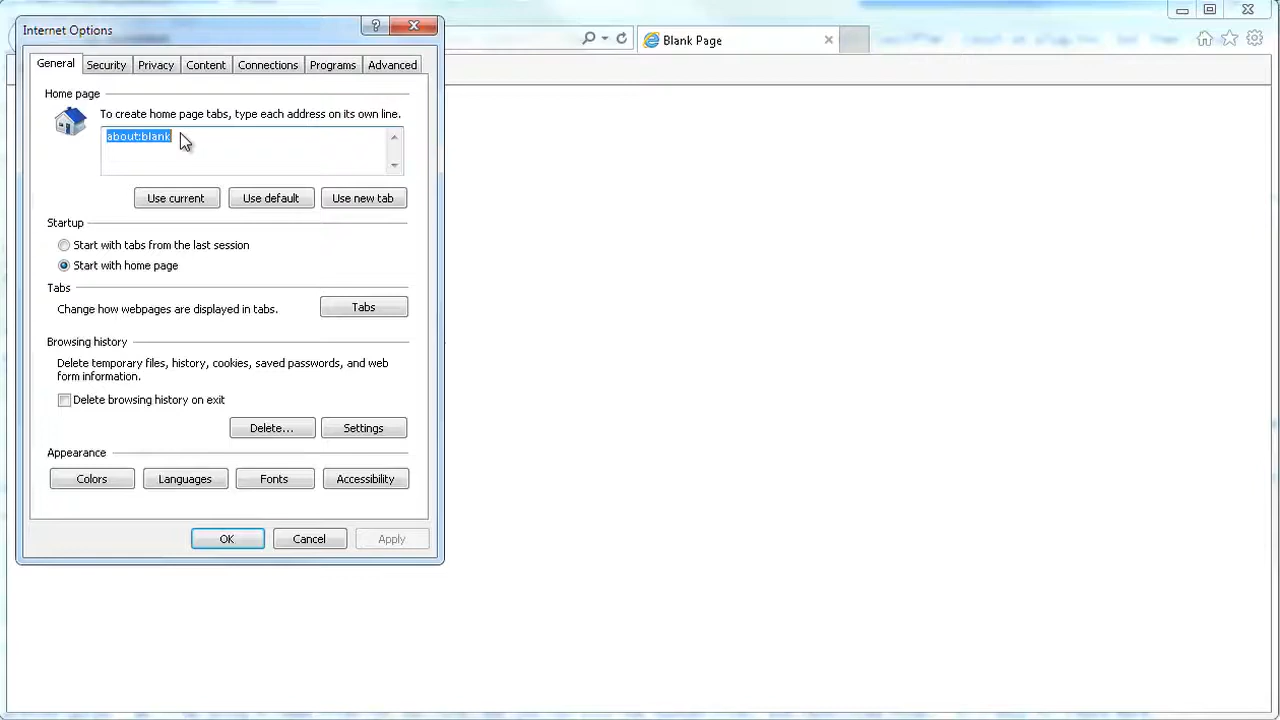 Internet Options
?
Blank Page
General
Security
Privacy
Content
Connections
Programs
Advanced
Home page
To create home page tabs, type each address on its own line.
about:blank
Use current
Use default
Use new tab
Startup
Start with tabs from the last session
Start with home page
Tabs
Change how webpages are displayed in tabs.
Tabs
Browsing history
Delete temporary files, history, cookies, saved passwords, and web
form information.
Delete browsing history on exit
Delete...
Settings
Appearance
Colors
Languages
Fonts
Accessibility
OK
Cancel
Apply